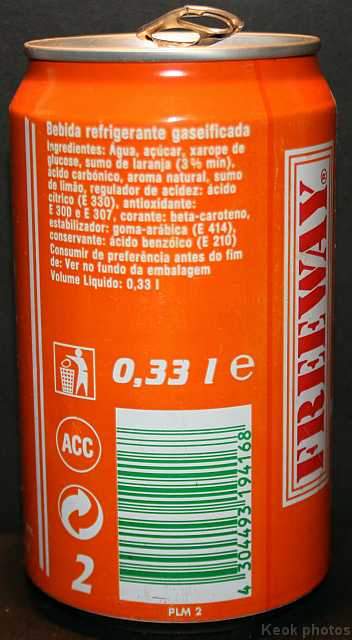 Bebida refrigerante gaseificada
Ingredientes: Água, açúcar, xarope de
glucose, sumo de laranja (3 % min),
ácido carbónico, aroma natural, sumo
de limão, regulador de acidez: ácido
cítrico (E 330), antioxidante:
E 300 e E 307, corante: beta-caroteno,
estabilizador: goma-arábica (E 414),
conservante: ácido benzóico (E 210)
Consumir de preferência antes do fim
de: Ver no fundo da embalagem
Volume Líquido: 0,33 l
FREEWAY®
0,33 l e
ACC
2
4 304493 194168
PLM 2
Keok photos